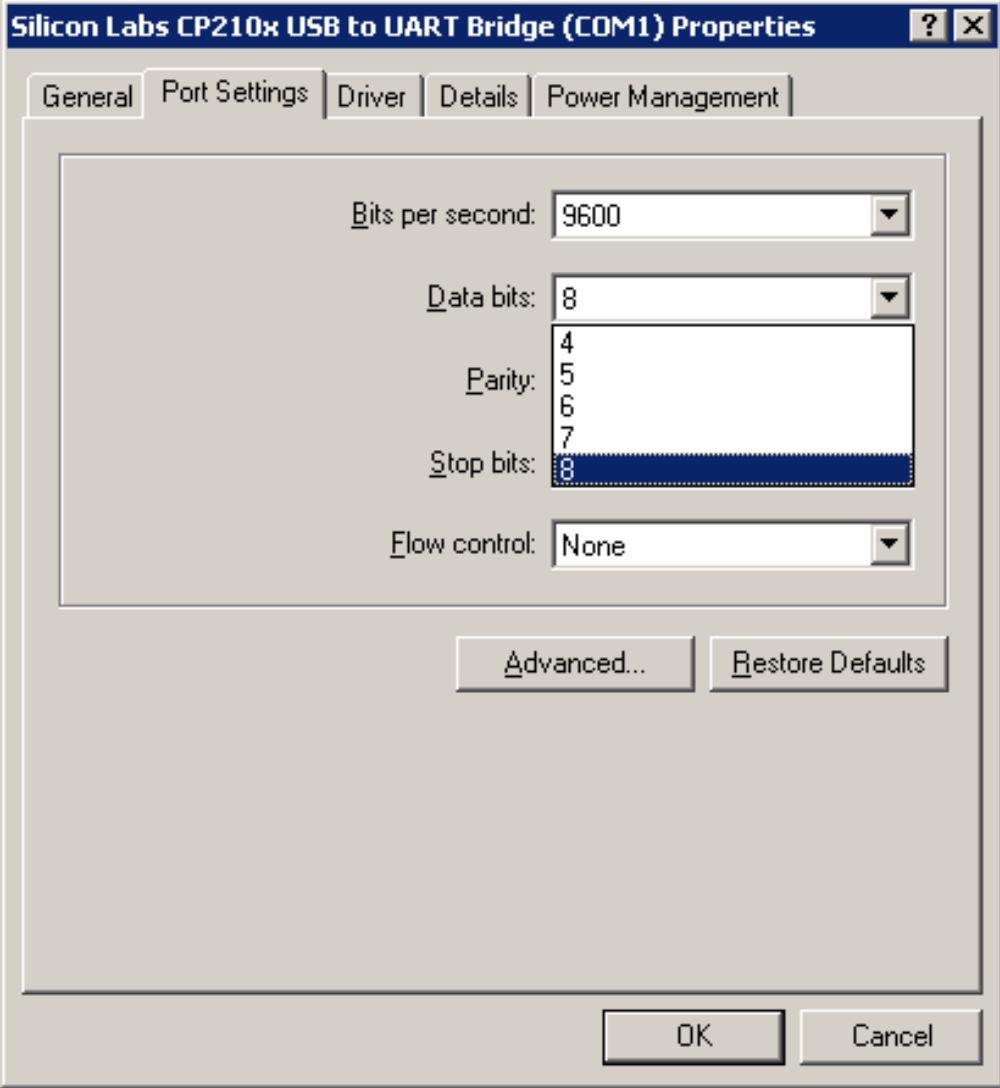 Silicon Labs CP210x USB to UART Bridge (COM1) Properties ? X
General Port Settings Driver Details Power Management
Bits per second: 9600
Data bits: 8
4
5
6
7
8
Parity:
Stop bits:
Flow control: None
Advanced... Restore Defaults
OK Cancel